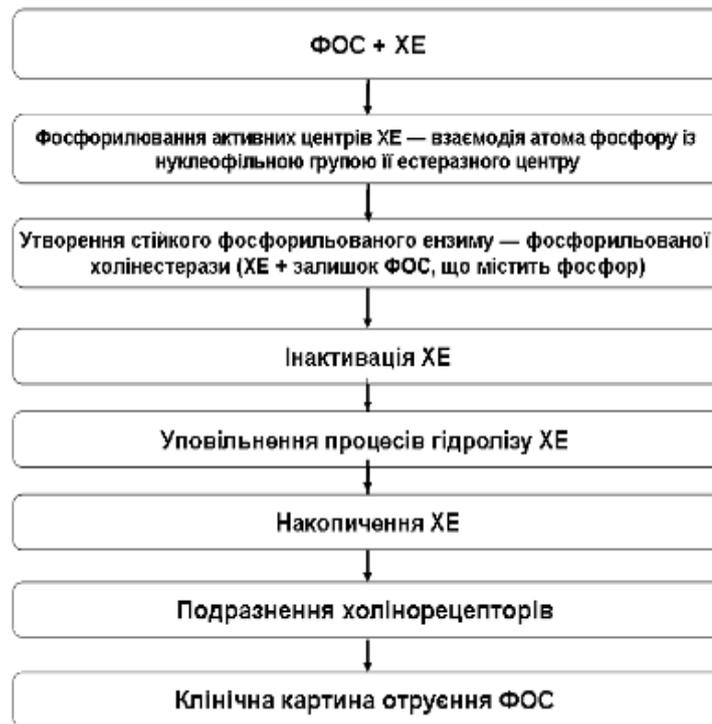 ФОС + ХЕ
Фосфорилювання активних центрів ХЕ — взаємодія атома фосфору із
нуклеофільною групою її естеразного центру
Утворення стійкого фосфорильованого ензиму — фосфорильованої
холінестерази (ХЕ + залишок ФОС, що містить фосфор)
Інактивація ХЕ
Уповільнення процесів гідролізу ХЕ
Накопичення ХЕ
Подразнення холінорецепторів
Клінічна картина отруєння ФОС